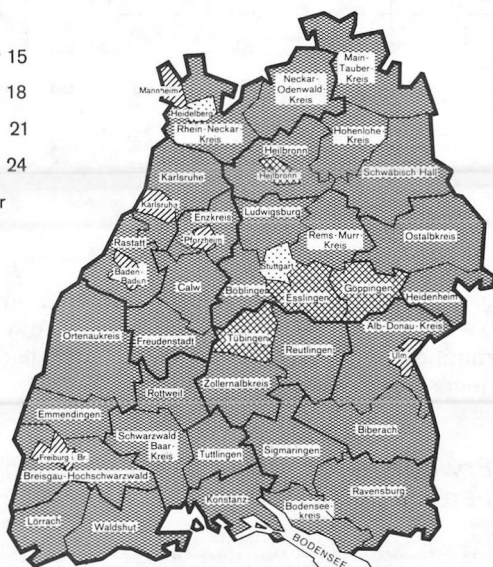 15
18
21
24
r
Main-
Tauber-
Kreis
Neckar-
Odenwald-
Kreis
Mannheim
Heidelberg
Rhein-Neckar
Kreis
Hohenlohe
Kreis
Heilbronn
Heilbronn
Schwäbisch Hall
Karlsruhe
Karlsruhe
Enzkreis
Ludwigsburg
Pforzheim
Rems-Murr-
Kreis
Ostalbkreis
Rastatt
Stuttgart
Baden-
Baden
Calw
Böblingen
Esslingen
Göppingen
Heidenheim
Alb-Donau-Kreis
Ortenaukreis
Freudenstadt
Tübingen
Reutlingen
Ulm
Zollernalbkreis
Rottweil
Emmendingen
Biberach
Schwarzwald
Baar-
Kreis
Freiburg i. Br.
Tuttlingen
Sigmaringen
Breisgau-Hochschwarzwald
Ravensburg
Konstanz
Bodensee-
kreis
Lörrach
Waldshut
BODENSEE